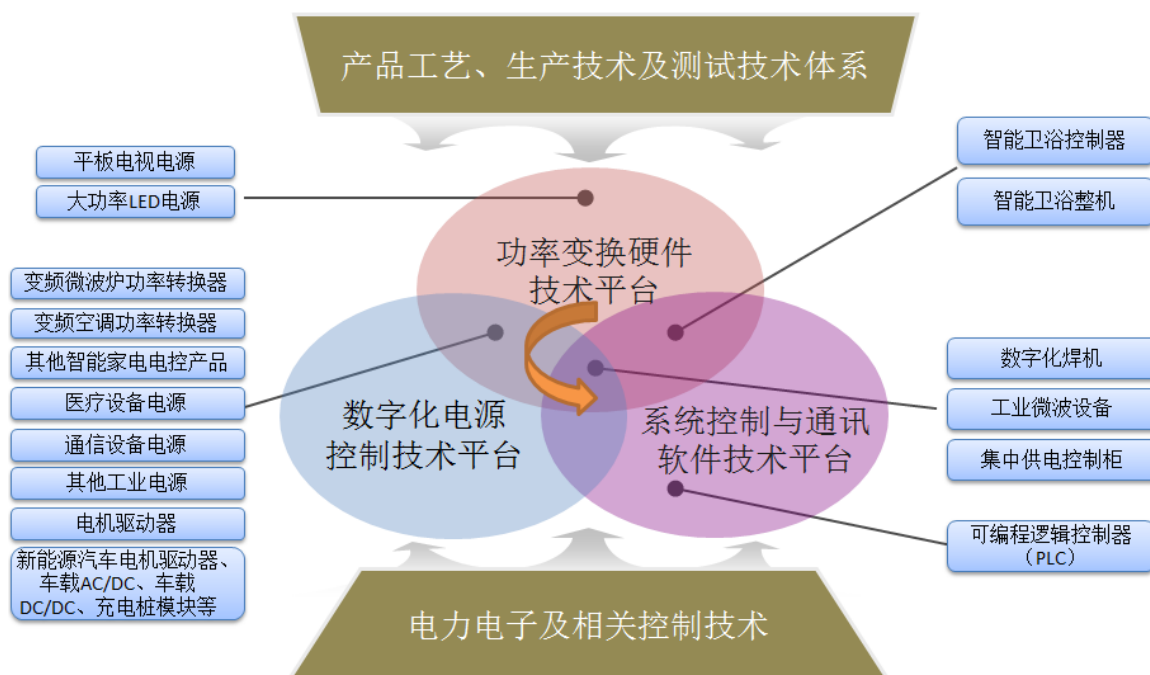 产品工艺、生产技术及测试技术体系
平板电视电源
大功率LED电源
变频微波炉功率转换器
变频空调功率转换器
其他智能家电电控产品
医疗设备电源
通信设备电源
其他工业电源
电机驱动器
新能源汽车电机驱动器、
车载AC/DC、车载
DC/DC、充电桩模块等
功率变换硬件
技术平台
数字化电源
控制技术平台
系统控制与通讯
软件技术平台
智能卫浴控制器
智能卫浴整机
数字化焊机
工业微波设备
集中供电控制柜
可编程逻辑控制器
（PLC）
电力电子及相关控制技术